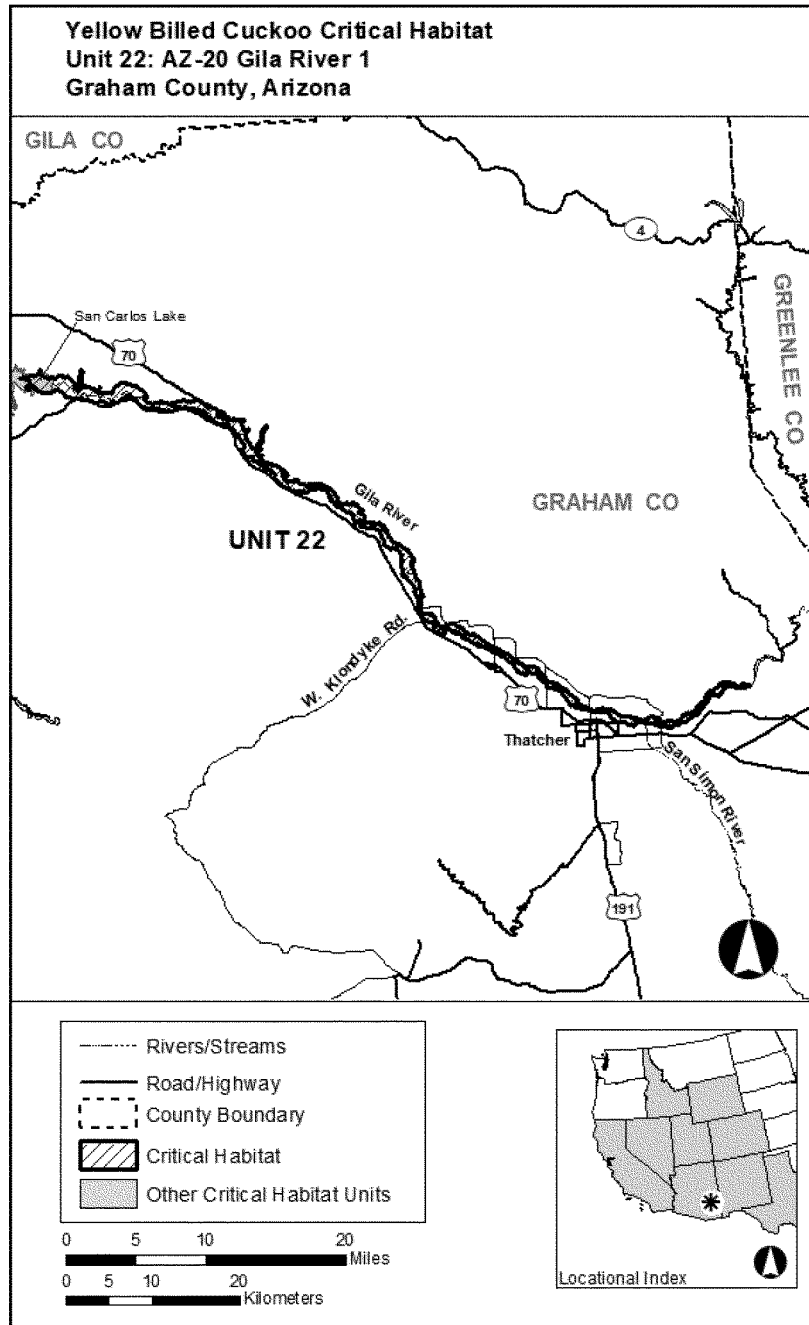 Yellow Billed Cuckoo Critical Habitat
Unit 22: AZ-20 Gila River 1
Graham County, Arizona
GILA CO
4
GREENLEE CO
San Carlos Lake
70
Gila River
GRAHAM CO
UNIT 22
W. Klondyke Rd.
70
Thatcher
San Simon River
191
Rivers/Streams
Road/Highway
County Boundary
Critical Habitat
Other Critical Habitat Units
0 5 10 20
Miles
0 5 10 20
Kilometers
Locational Index